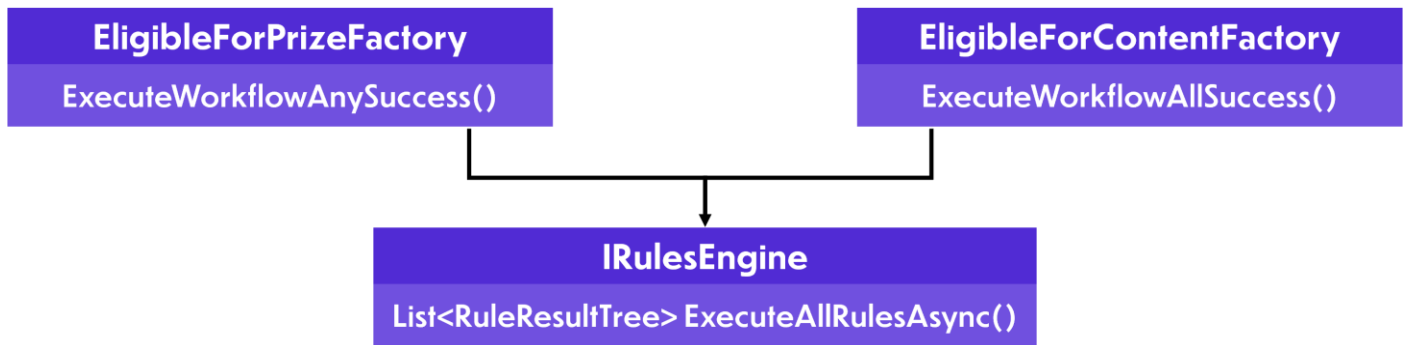 EligibleForPrizeFactory
ExecuteWorkflowAnySuccess()
EligibleForContentFactory
ExecuteWorkflowAllSuccess()
IRulesEngine
List<RuleResultTree> ExecuteAllRulesAsync()